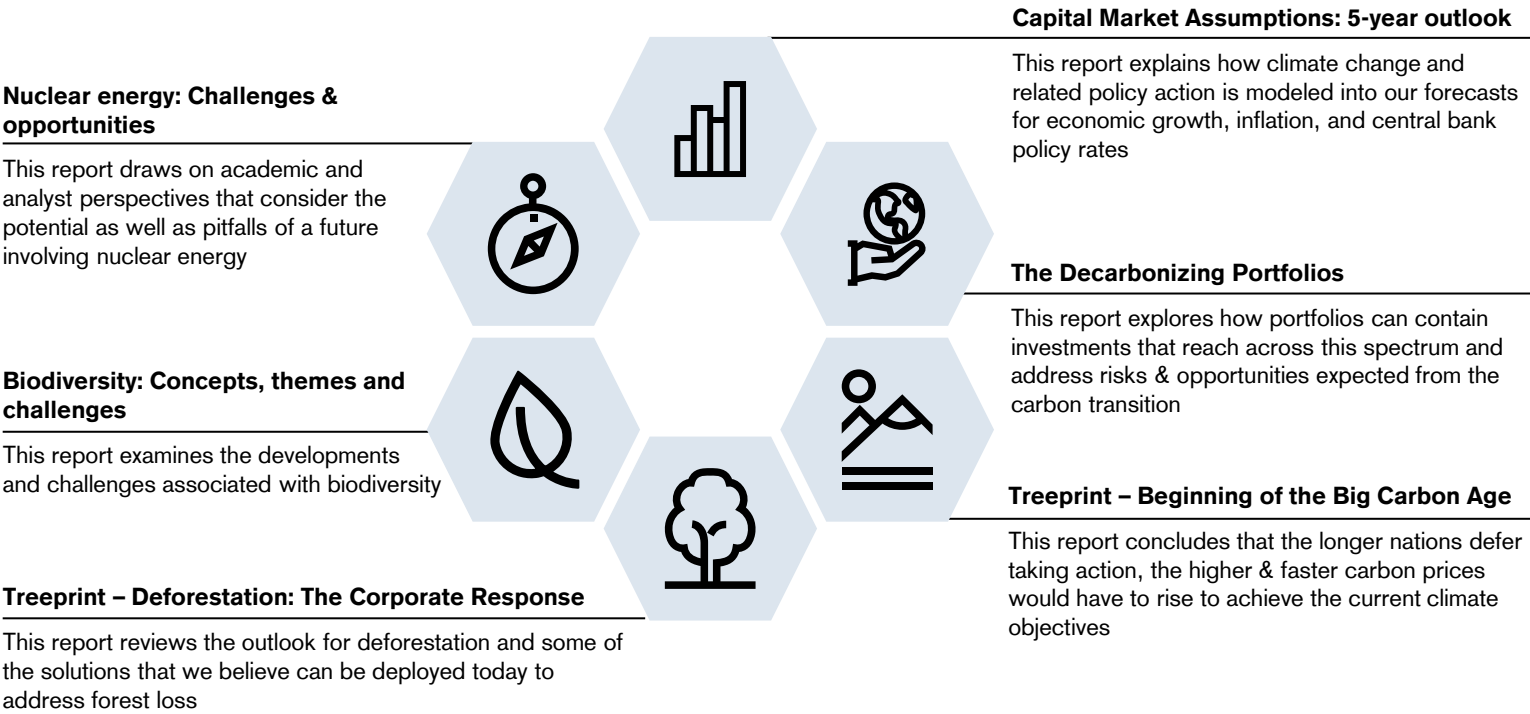 Capital Market Assumptions: 5-year outlook
This report explains how climate change and
related policy action is modeled into our forecasts
for economic growth, inflation, and central bank
policy rates
The Decarbonizing Portfolios
This report explores how portfolios can contain
investments that reach across this spectrum and
address risks & opportunities expected from the
carbon transition
Treeprint – Beginning of the Big Carbon Age
This report concludes that the longer nations defer
taking action, the higher & faster carbon prices
would have to rise to achieve the current climate
objectives
Nuclear energy: Challenges &
opportunities
This report draws on academic and
analyst perspectives that consider the
potential as well as pitfalls of a future
involving nuclear energy
Biodiversity: Concepts, themes and
challenges
This report examines the developments
and challenges associated with biodiversity
Treeprint – Deforestation: The Corporate Response
This report reviews the outlook for deforestation and some of
the solutions that we believe can be deployed today to
address forest loss